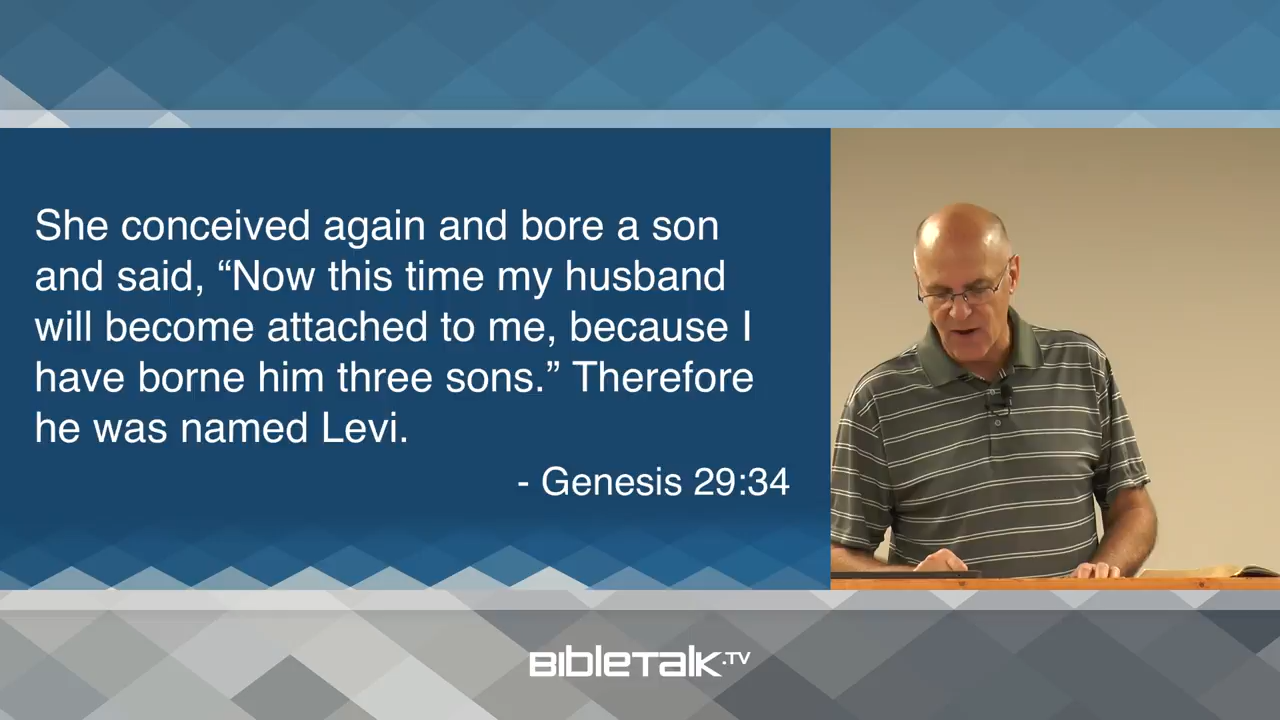 She conceived again and bore a son
and said, “Now this time my husband
will become attached to me, because I
have borne him three sons.” Therefore
he was named Levi.
- Genesis 29:34
BIBLETALK.TV